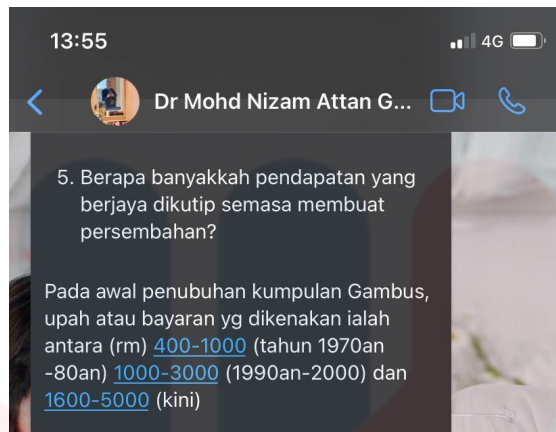 13:55
4G
Dr Mohd Nizam Attan G...
5. Berapa banyakkah pendapatan yang
berjaya dikutip semasa membuat
persembahan?
Pada awal penubuhan kumpulan Gambus,
upah atau bayaran yg dikenakan ialah
antara (rm) 400-1000 (tahun 1970an
-80an) 1000-3000 (1990an-2000) dan
1600-5000 (kini)